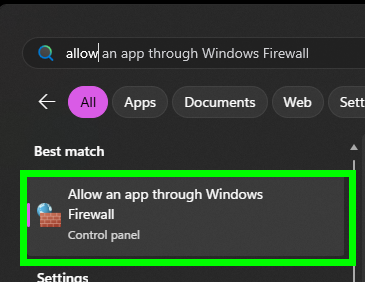 allow an app through Windows Firewall
All Apps Documents Web Sett
Best match
Allow an app through Windows
Firewall
Control panel
Settings